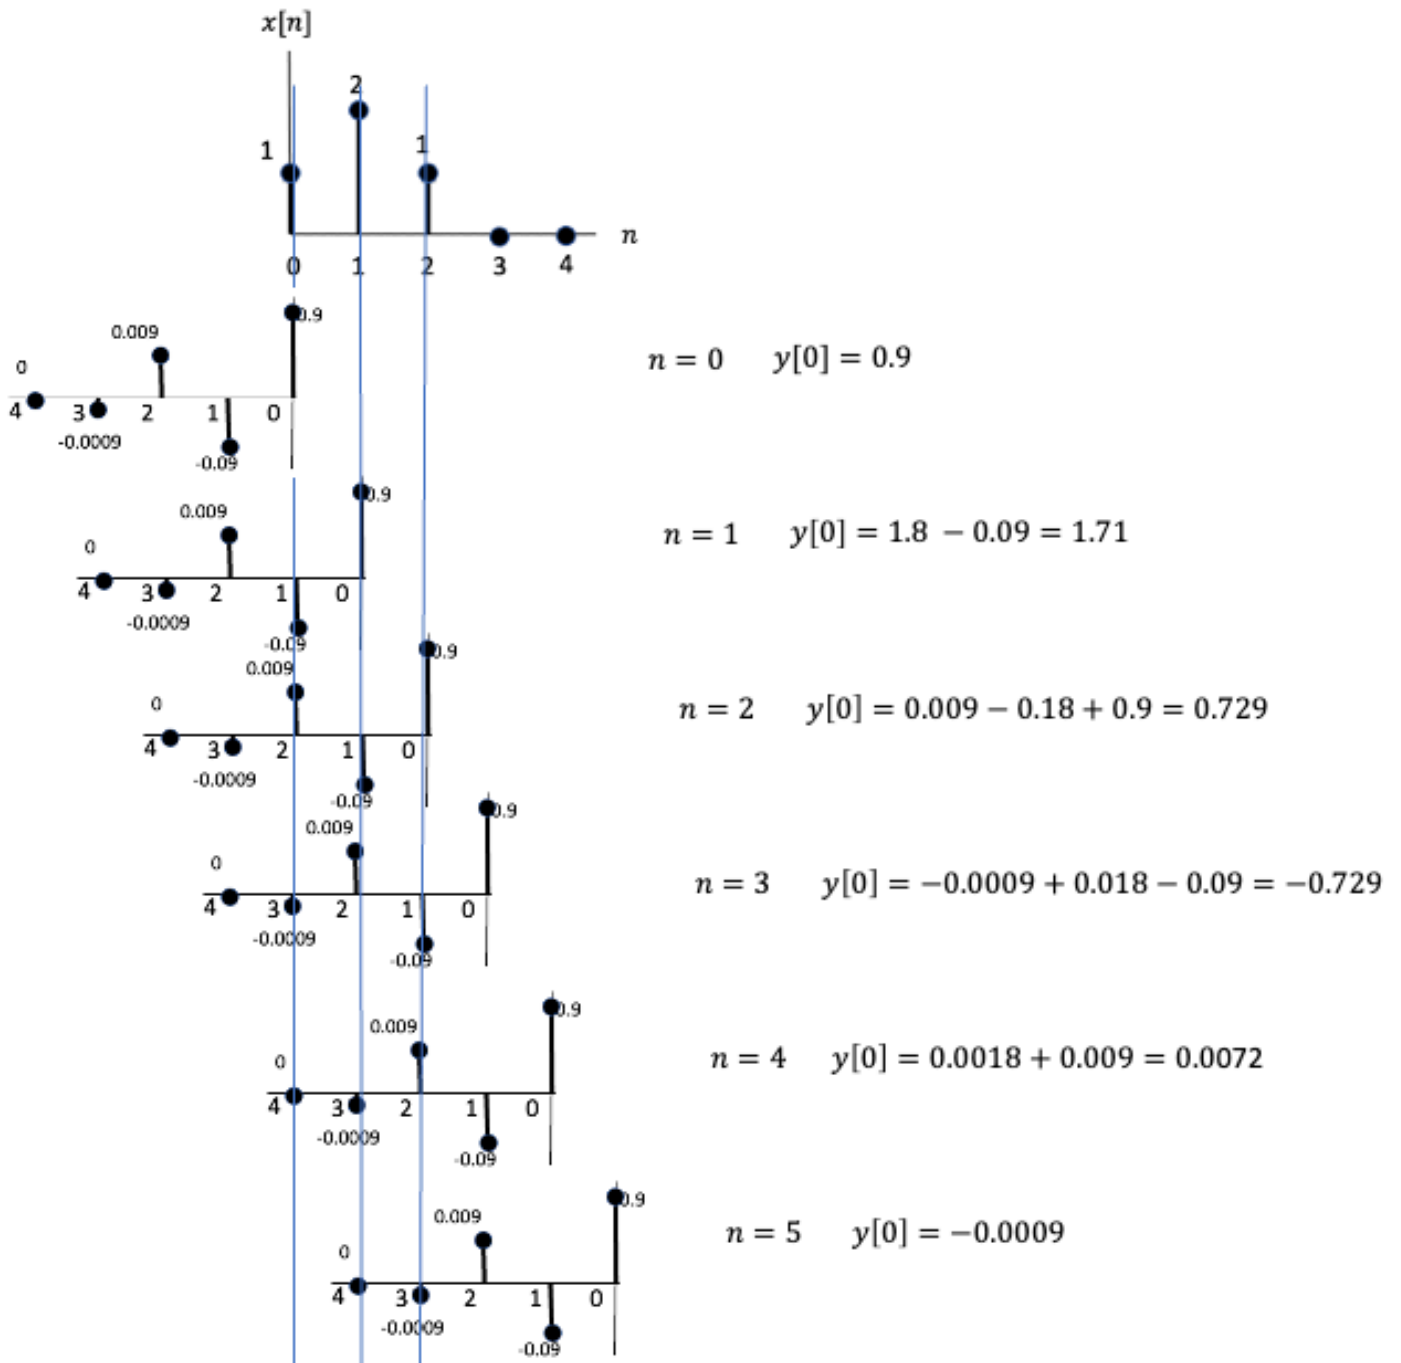 x[n]
2
1 1
n
0 1 2 3 4
0.9
0.009
0
n = 0 y[0] = 0.9
4 3 2 1 0
-0.0009
-0.09
0.9
0.009
n = 1 y[0] = 1.8 − 0.09 = 1.71
0
4 3 2 1 0
-0.0009
-0.09
0.9
0.009
0
n = 2 y[0] = 0.009 − 0.18 + 0.9 = 0.729
4 3 2 1 0
-0.0009
-0.09
0.9
0.009
0
n = 3 y[0] = −0.0009 + 0.018 − 0.09 = −0.729
4 3 2 1 0
-0.0009
-0.09
0.9
0.009
0
n = 4 y[0] = 0.0018 + 0.009 = 0.0072
4 3 2 1 0
-0.0009
-0.09
0.9
0.009
n = 5 y[0] = −0.0009
0
4 3 2 1 0
-0.0009
-0.09